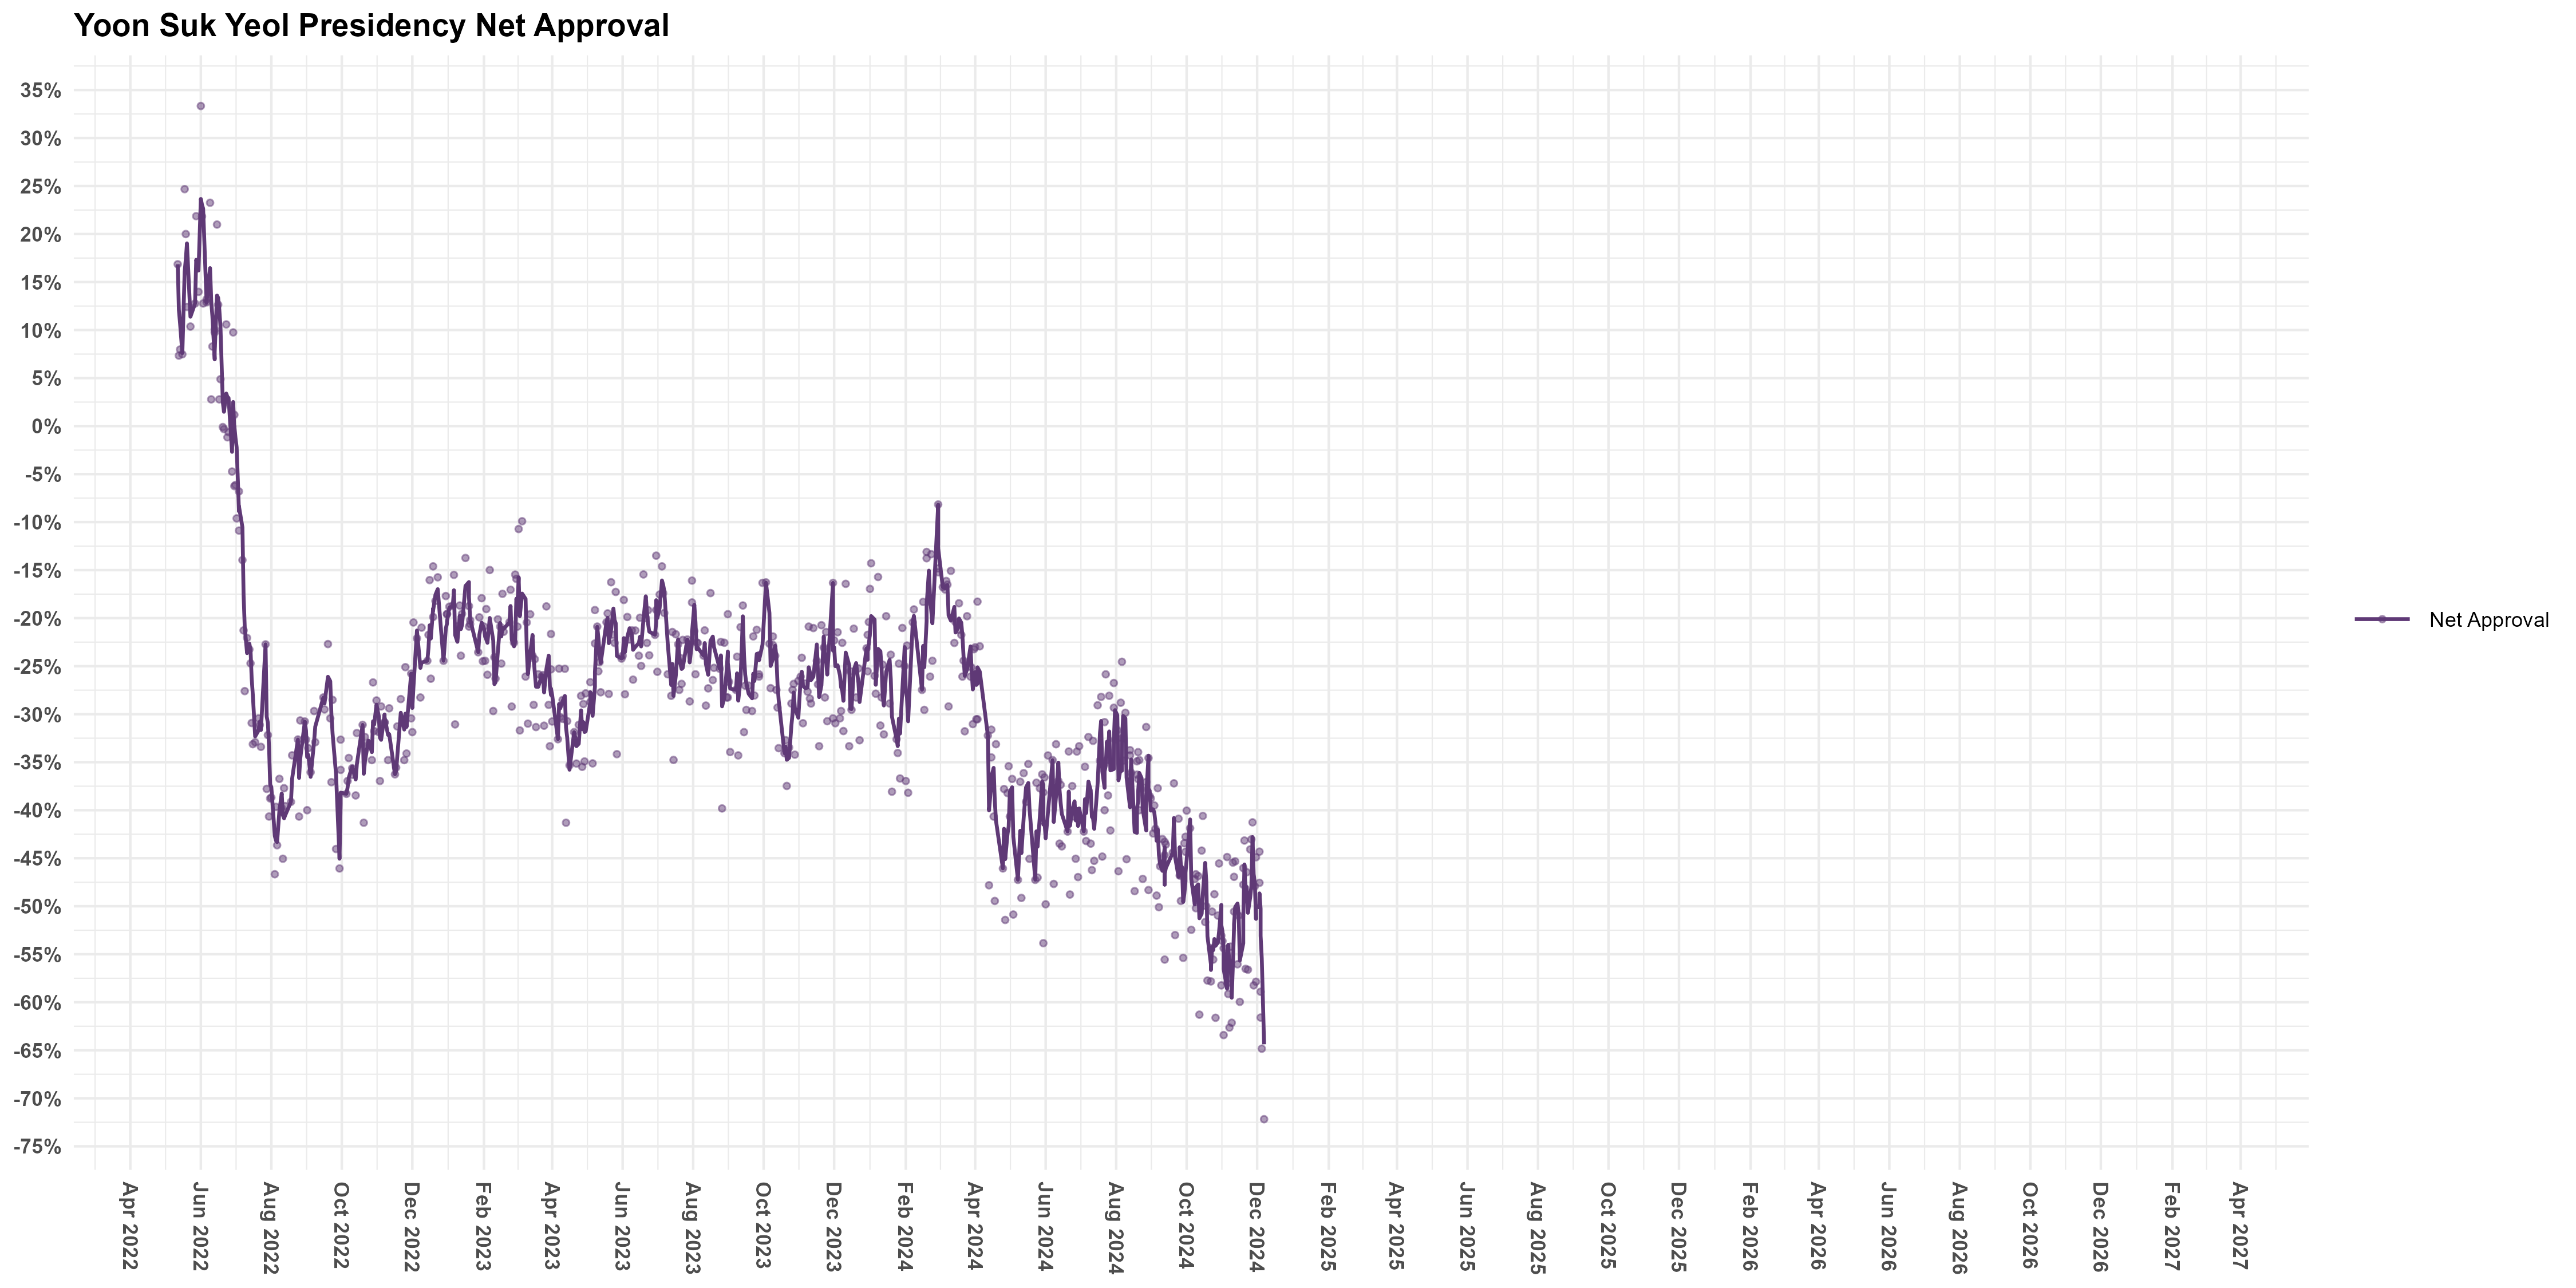 Yoon Suk Yeol Presidency Net Approval
35%
30%
25%
20%
15%
10%
5%
0%
-5%
-10%
-15%
-20%
-25%
-30%
-35%
-40%
-45%
-50%
-55%
-60%
-65%
-70%
-75%
Apr 2022
Jun 2022
Aug 2022
Oct 2022
Dec 2022
Feb 2023
Apr 2023
Jun 2023
Aug 2023
Oct 2023
Dec 2023
Feb 2024
Apr 2024
Jun 2024
Aug 2024
Oct 2024
Dec 2024
Feb 2025
Apr 2025
Jun 2025
Aug 2025
Oct 2025
Dec 2025
Feb 2026
Apr 2026
Jun 2026
Aug 2026
Oct 2026
Dec 2026
Feb 2027
Apr 2027
Net Approval